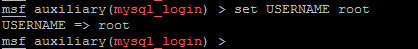 msf auxiliary(mysql_login) > set USERNAME root
USERNAME => root
msf auxiliary(mysql_login) >